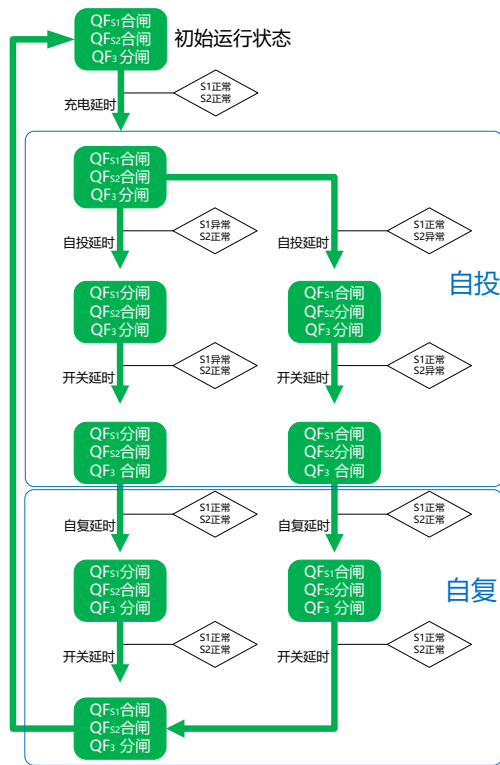 QFS1合闸
QFS2合闸
QF3 分闸
初始运行状态
充电延时
S1正常
S2正常
QFS1合闸
QFS2合闸
QF3 分闸
自投延时
S1异常
S2正常
自投延时
S1正常
S2异常
自投
QFS1分闸
QFS2合闸
QF3 分闸
QFS1合闸
QFS2分闸
QF3 分闸
开关延时
S1异常
S2正常
开关延时
S1正常
S2异常
QFS1分闸
QFS2合闸
QF3 合闸
QFS1合闸
QFS2分闸
QF3 合闸
自复延时
S1正常
S2正常
自复延时
S1正常
S2正常
自复
QFS1分闸
QFS2合闸
QF3 分闸
QFS1合闸
QFS2分闸
QF3 分闸
开关延时
S1正常
S2正常
开关延时
S1正常
S2正常
QFS1合闸
QFS2合闸
QF3 分闸